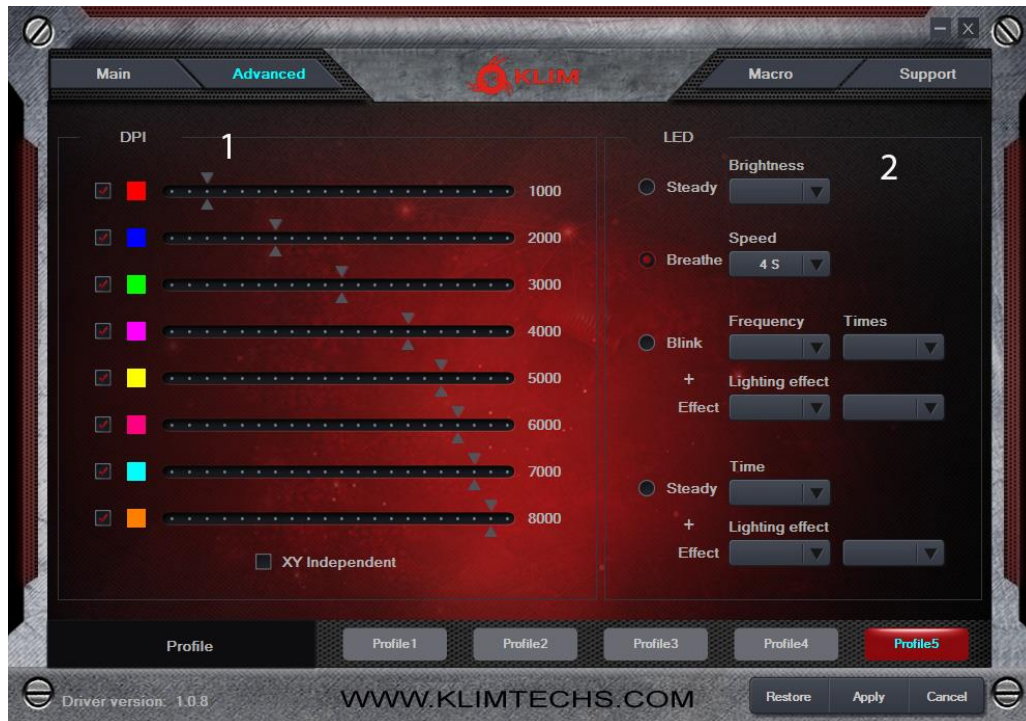 Main Advanced KLIM Macro Support
DPI 1
1000
2000
3000
4000
5000
6000
7000
8000
XY Independent
LED 2
Brightness
Steady
Speed
Breathe 4 S
Frequency Times
Blink
+ Lighting effect
Effect
Time
Steady
+ Lighting effect
Effect
Profile Profile1 Profile2 Profile3 Profile4 Profile5
Driver version: 1.0.8 WWW.KLIMTECHS.COM Restore Apply Cancel